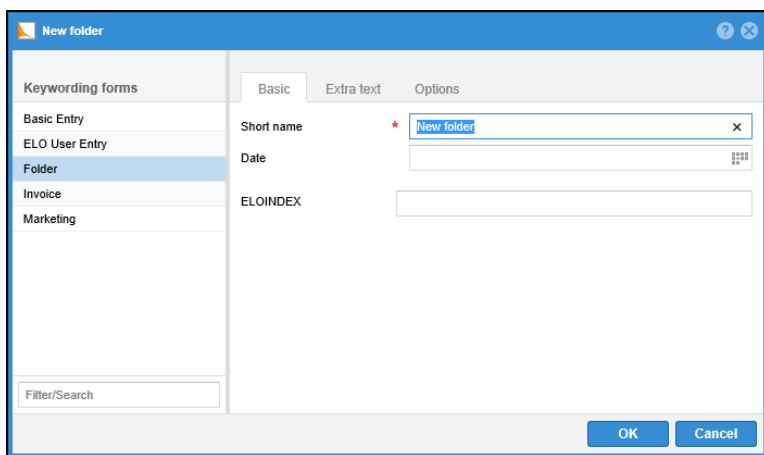 New folder
Keywording forms
Basic Entry
ELO User Entry
Folder
Invoice
Marketing
Filter/Search
Basic Extra text Options
Short name * New folder
Date
ELOINDEX
OK Cancel